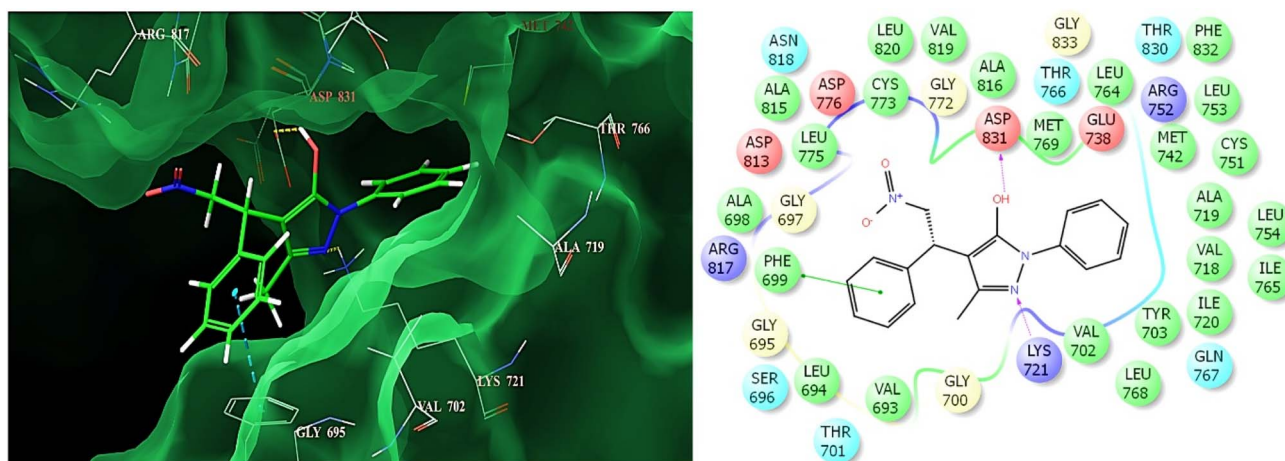 ARG 817
MET 742
ASP 831
THR 766
ALA 719
LYS 721
VAL 702
GLY 695
ASN
818
LEU
820
VAL
819
GLY
833
THR
830
PHE
832
ALA
815
ASP
776
CYS
773
GLY
772
ALA
816
THR
766
LEU
764
ARG
752
LEU
753
ASP
813
LEU
775
ASP
831
MET
769
GLU
738
MET
742
CYS
751
ALA
698
GLY
697
ALA
719
LEU
754
ARG
817
PHE
699
VAL
718
ILE
765
GLY
695
TYR
703
ILE
720
SER
696
LEU
694
VAL
693
GLY
700
LYS
721
VAL
702
LEU
768
GLN
767
THR
701
O
N+
O-
OH
N
N